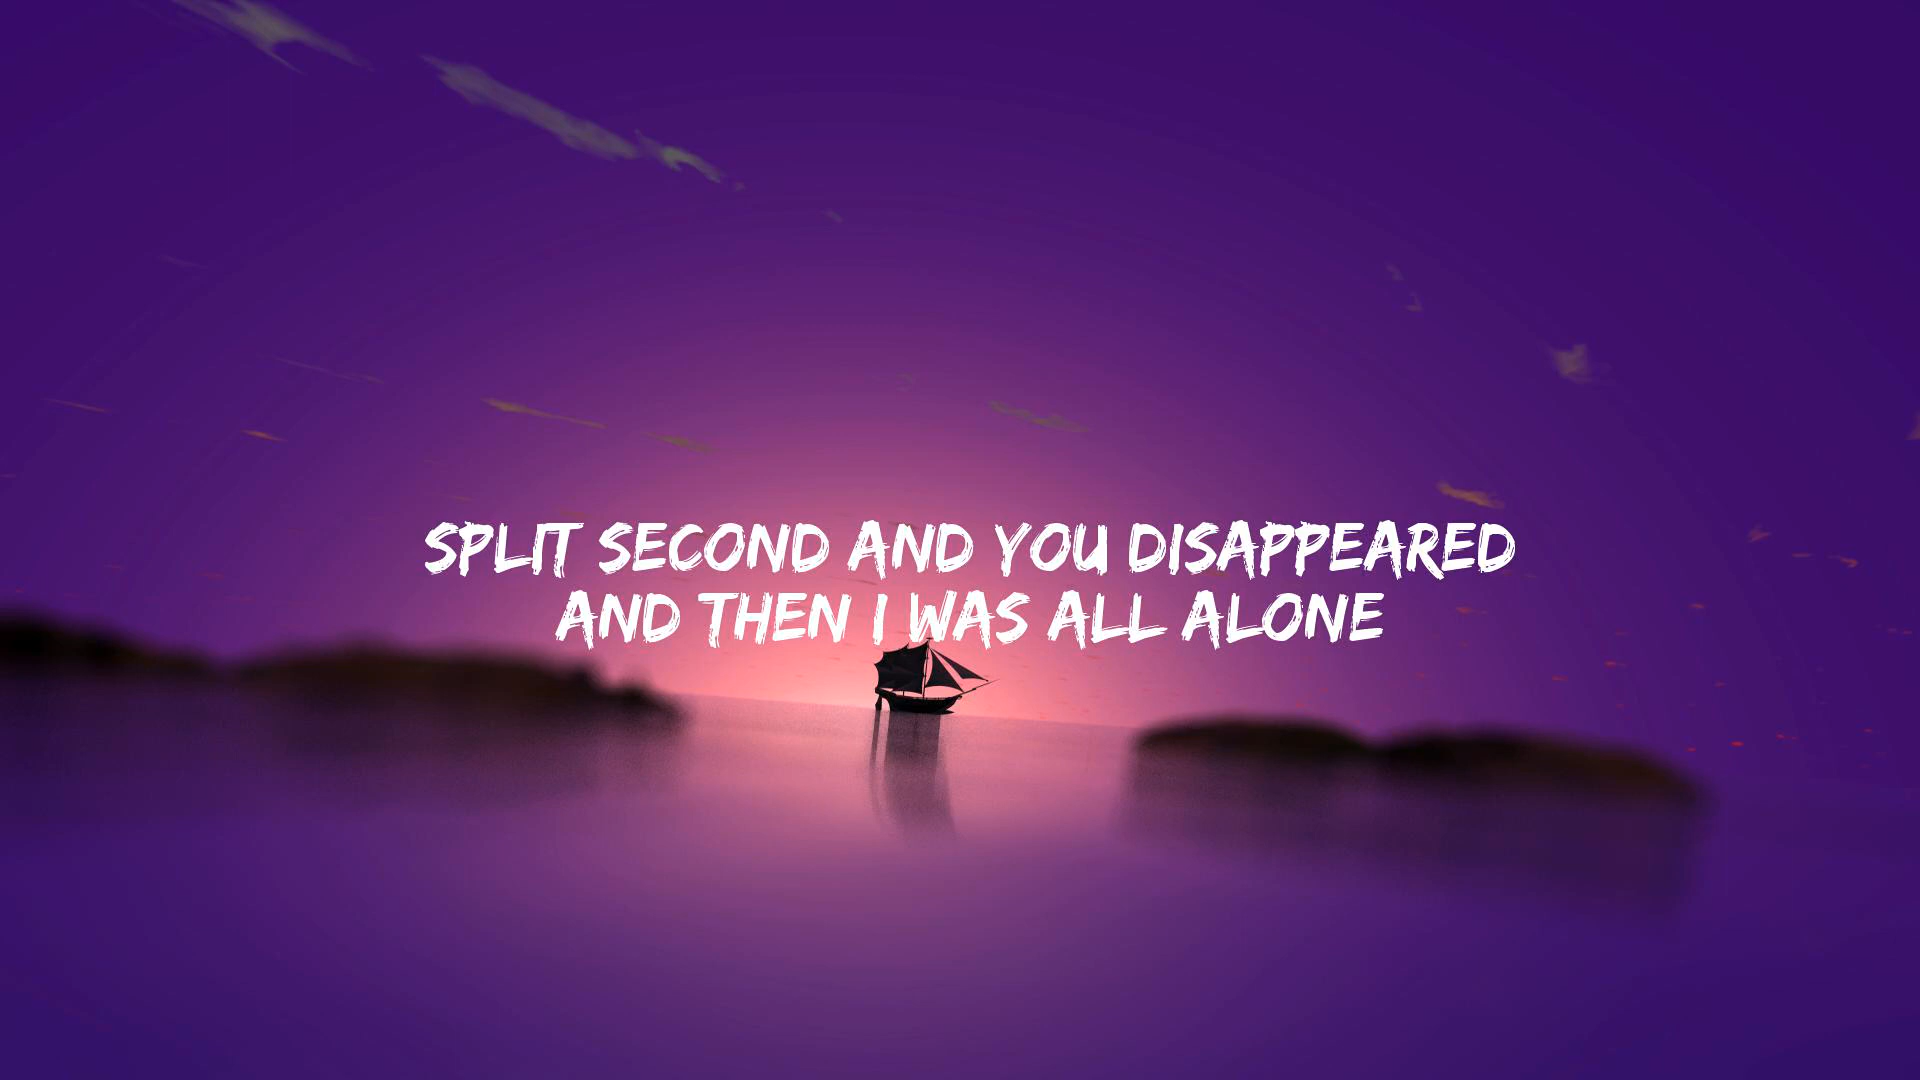 SPLIT SECOND AND YOU DISAPPEARED
AND THEN I WAS ALL ALONE